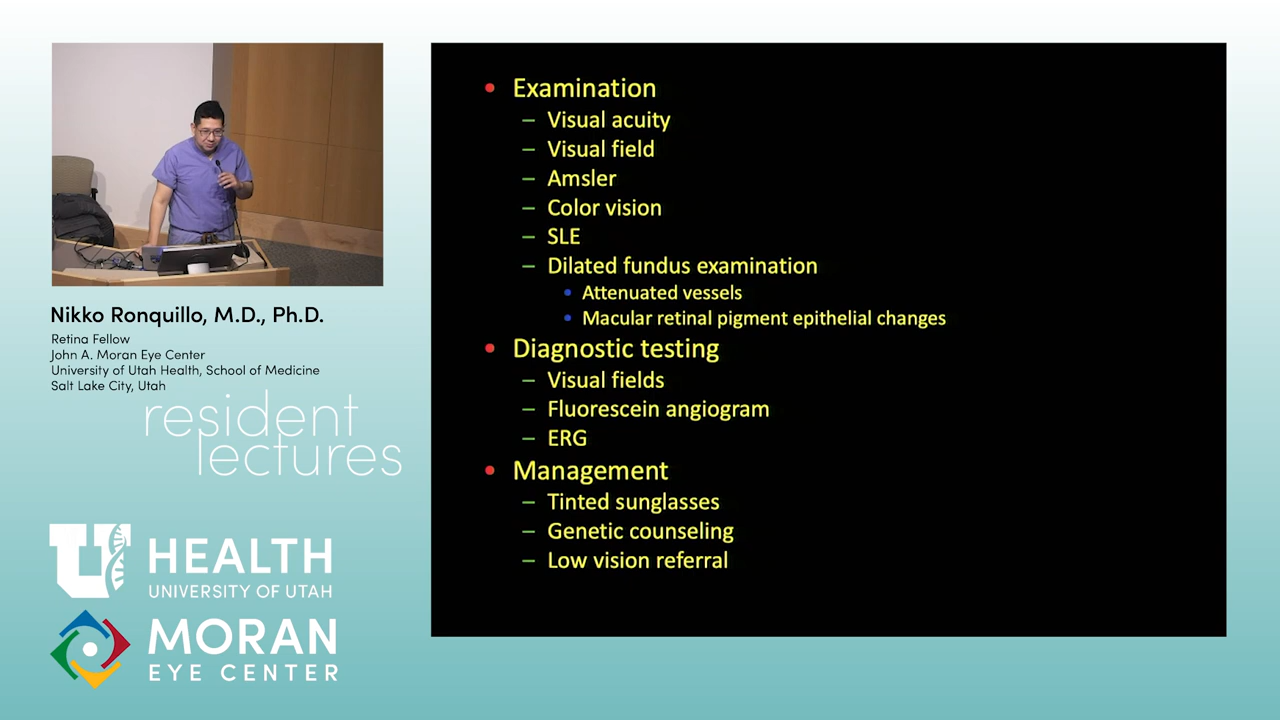 Nikko Ronquillo, M.D., Ph.D.
Retina Fellow
John A. Moran Eye Center
University of Utah Health, School of Medicine
Salt Lake City, Utah
resident
lectures
U HEALTH
UNIVERSITY OF UTAH
MORAN
EYE CENTER
• Examination
– Visual acuity
– Visual field
– Amsler
– Color vision
– SLE
– Dilated fundus examination
• Attenuated vessels
• Macular retinal pigment epithelial changes
• Diagnostic testing
– Visual fields
– Fluorescein angiogram
– ERG
• Management
– Tinted sunglasses
– Genetic counseling
– Low vision referral